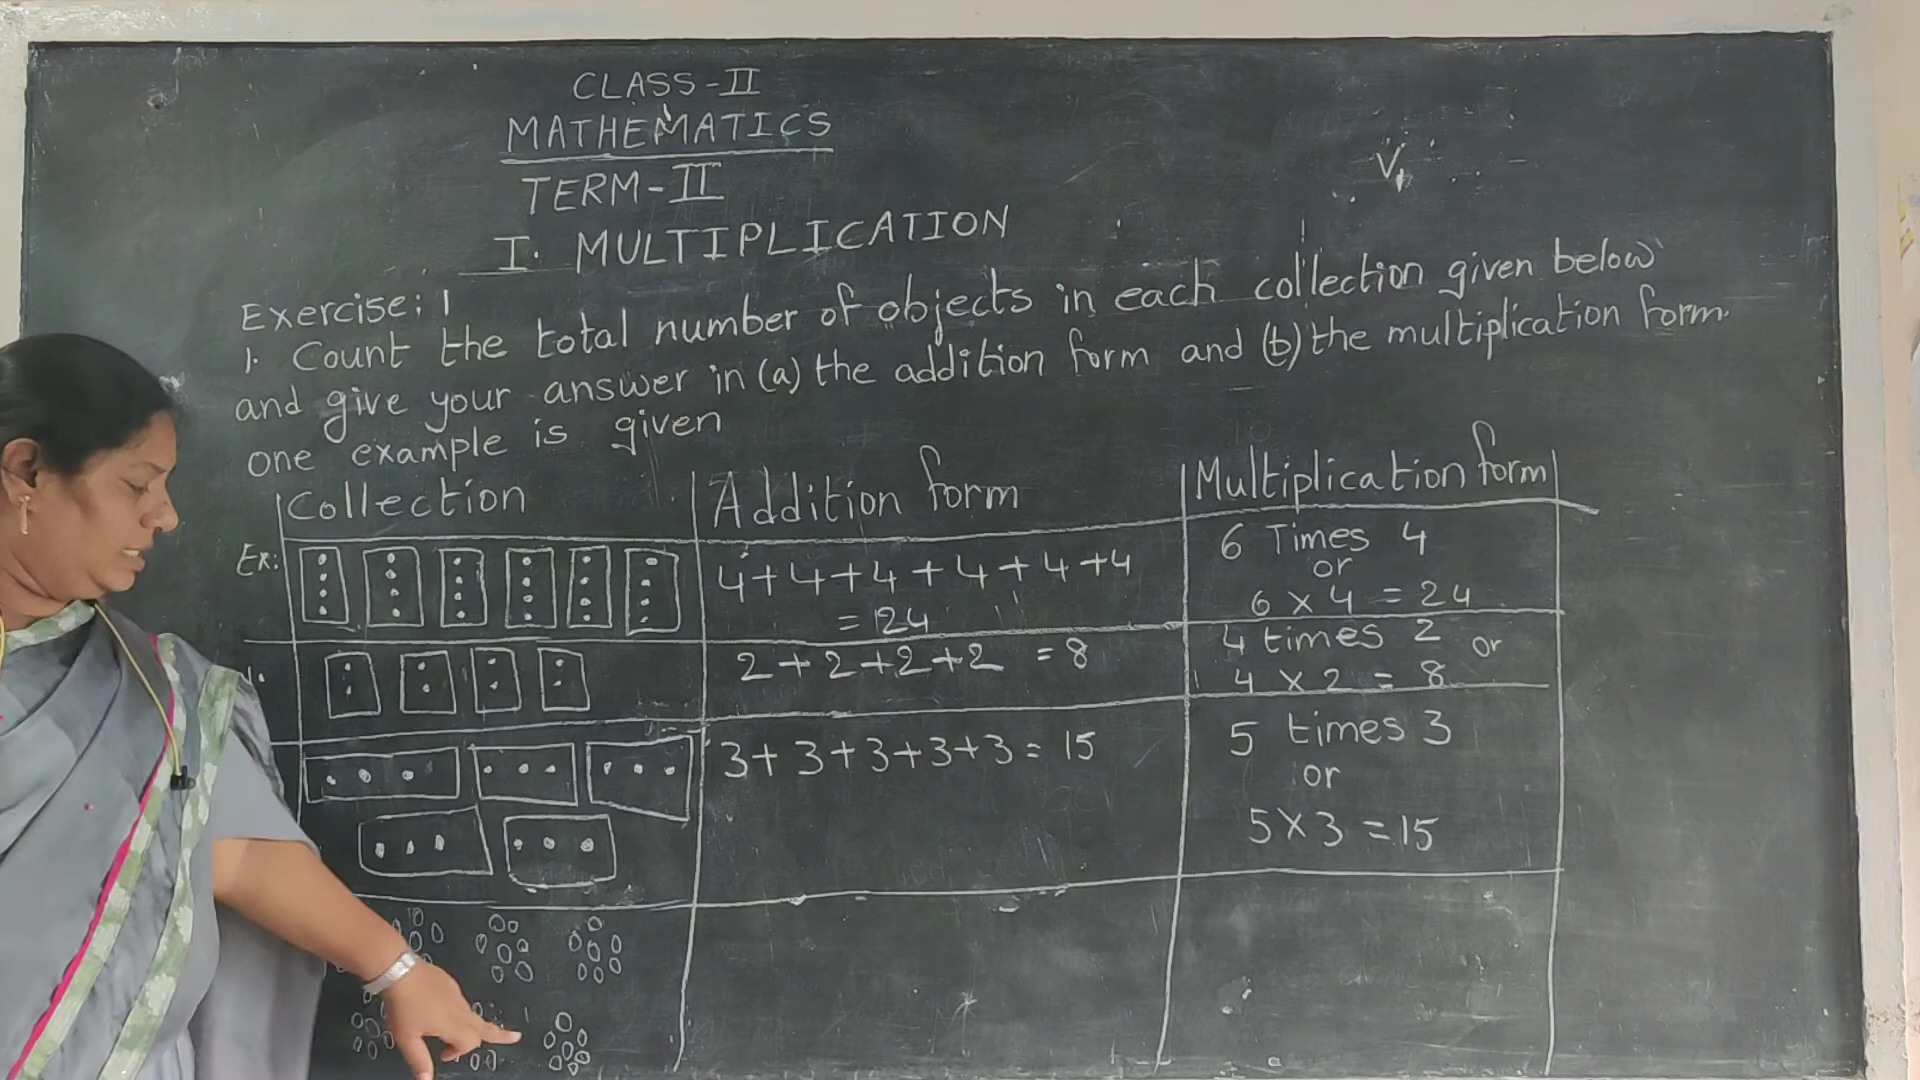 CLASS-II
MATHEMATICS
TERM-II
I. MULTIPLICATION
Exercise: 1
1. Count the total number of objects in each collection given below
and give your answer in (a) the addition form and (b) the multiplication form.
one example is given
Collection
Addition form
Multiplication form
Ex:
4+4+4+4+4+4
= 24
6 Times 4
or
6 x 4 = 24
1.
2+2+2+2 = 8
4 times 2 or
4 x 2 = 8
3+3+3+3+3= 15
5 times 3
or
5x3 =15